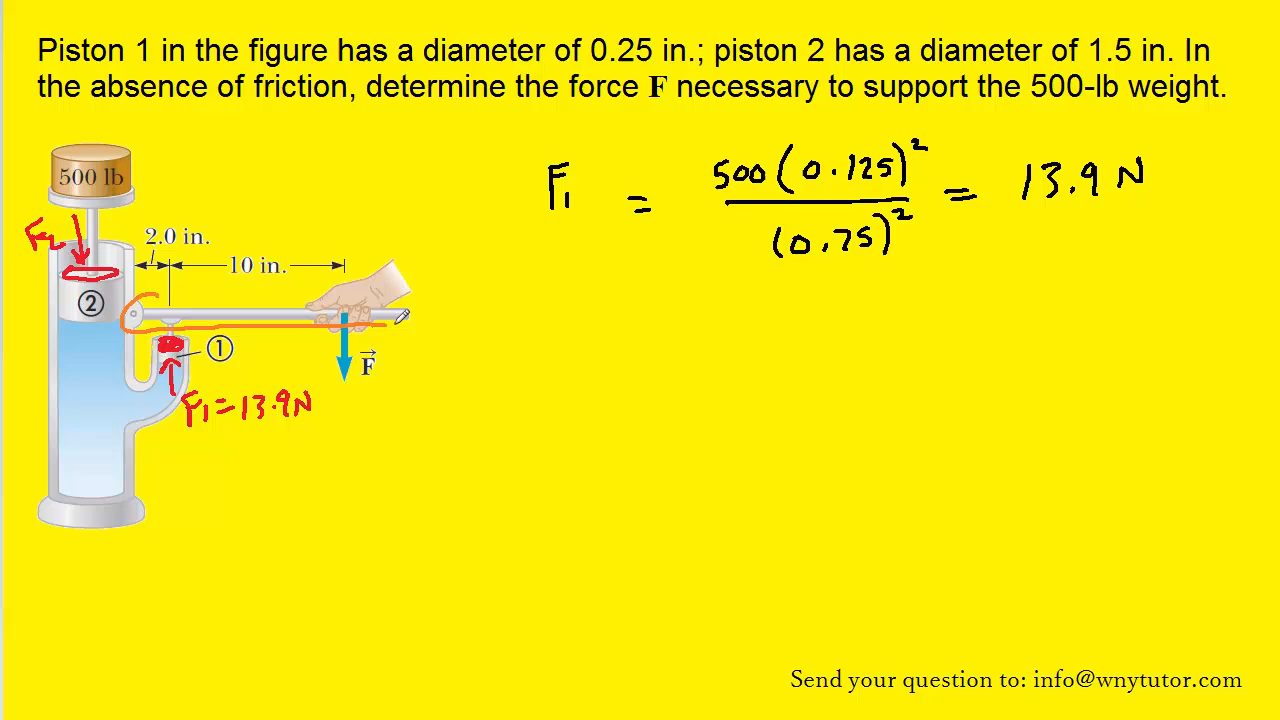 Piston 1 in the figure has a diameter of 0.25 in.; piston 2 has a diameter of 1.5 in. In
the absence of friction, determine the force F necessary to support the 500-lb weight.
F₁ = 500(0.125)² / (0.75)² = 13.9 N
500 lb
F₂
2.0 in.
10 in.
②
①
F⃗
F₁ = 13.9N
Send your question to: info@wnytutor.com